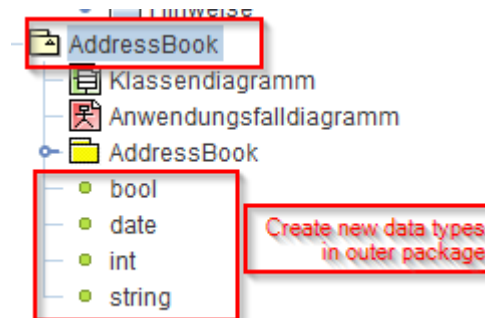 Hinweise
AddressBook
Klassendiagramm
Anwendungsfalldiagramm
AddressBook
bool
date
int
string
Create new data types
in outer package